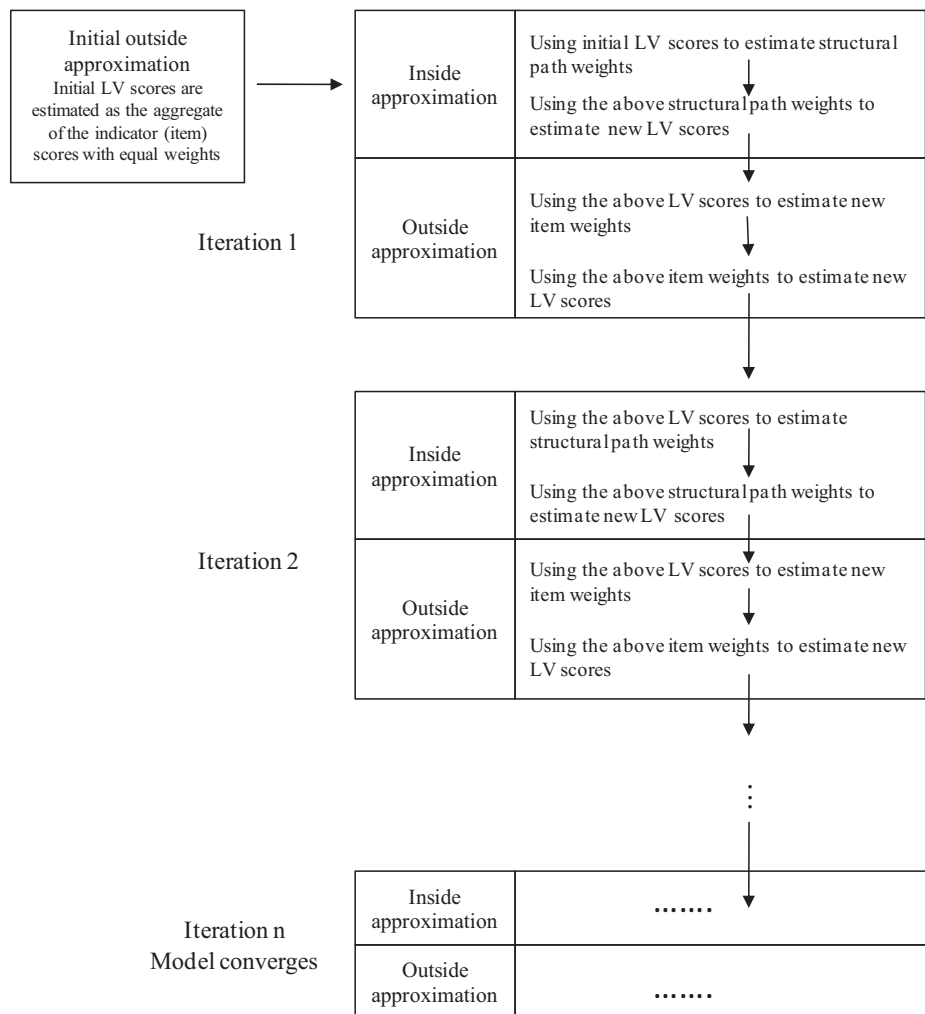 Initial outside
approximation
Initial LV scores are
estimated as the aggregate
of the indicator (item)
scores with equal weights
Inside
approximation
Using initial LV scores to estimate structural
path weights
Using the above structural path weights to
estimate new LV scores
Iteration 1
Outside
approximation
Using the above LV scores to estimate new
item weights
Using the above item weights to estimate new
LV scores
Inside
approximation
Using the above LV scores to estimate
structural path weights
Using the above structural path weights to
estimate new LV scores
Iteration 2
Outside
approximation
Using the above LV scores to estimate new
item weights
Using the above item weights to estimate new
LV scores
Iteration n
Model converges
Inside
approximation
.......
Outside
approximation
.......